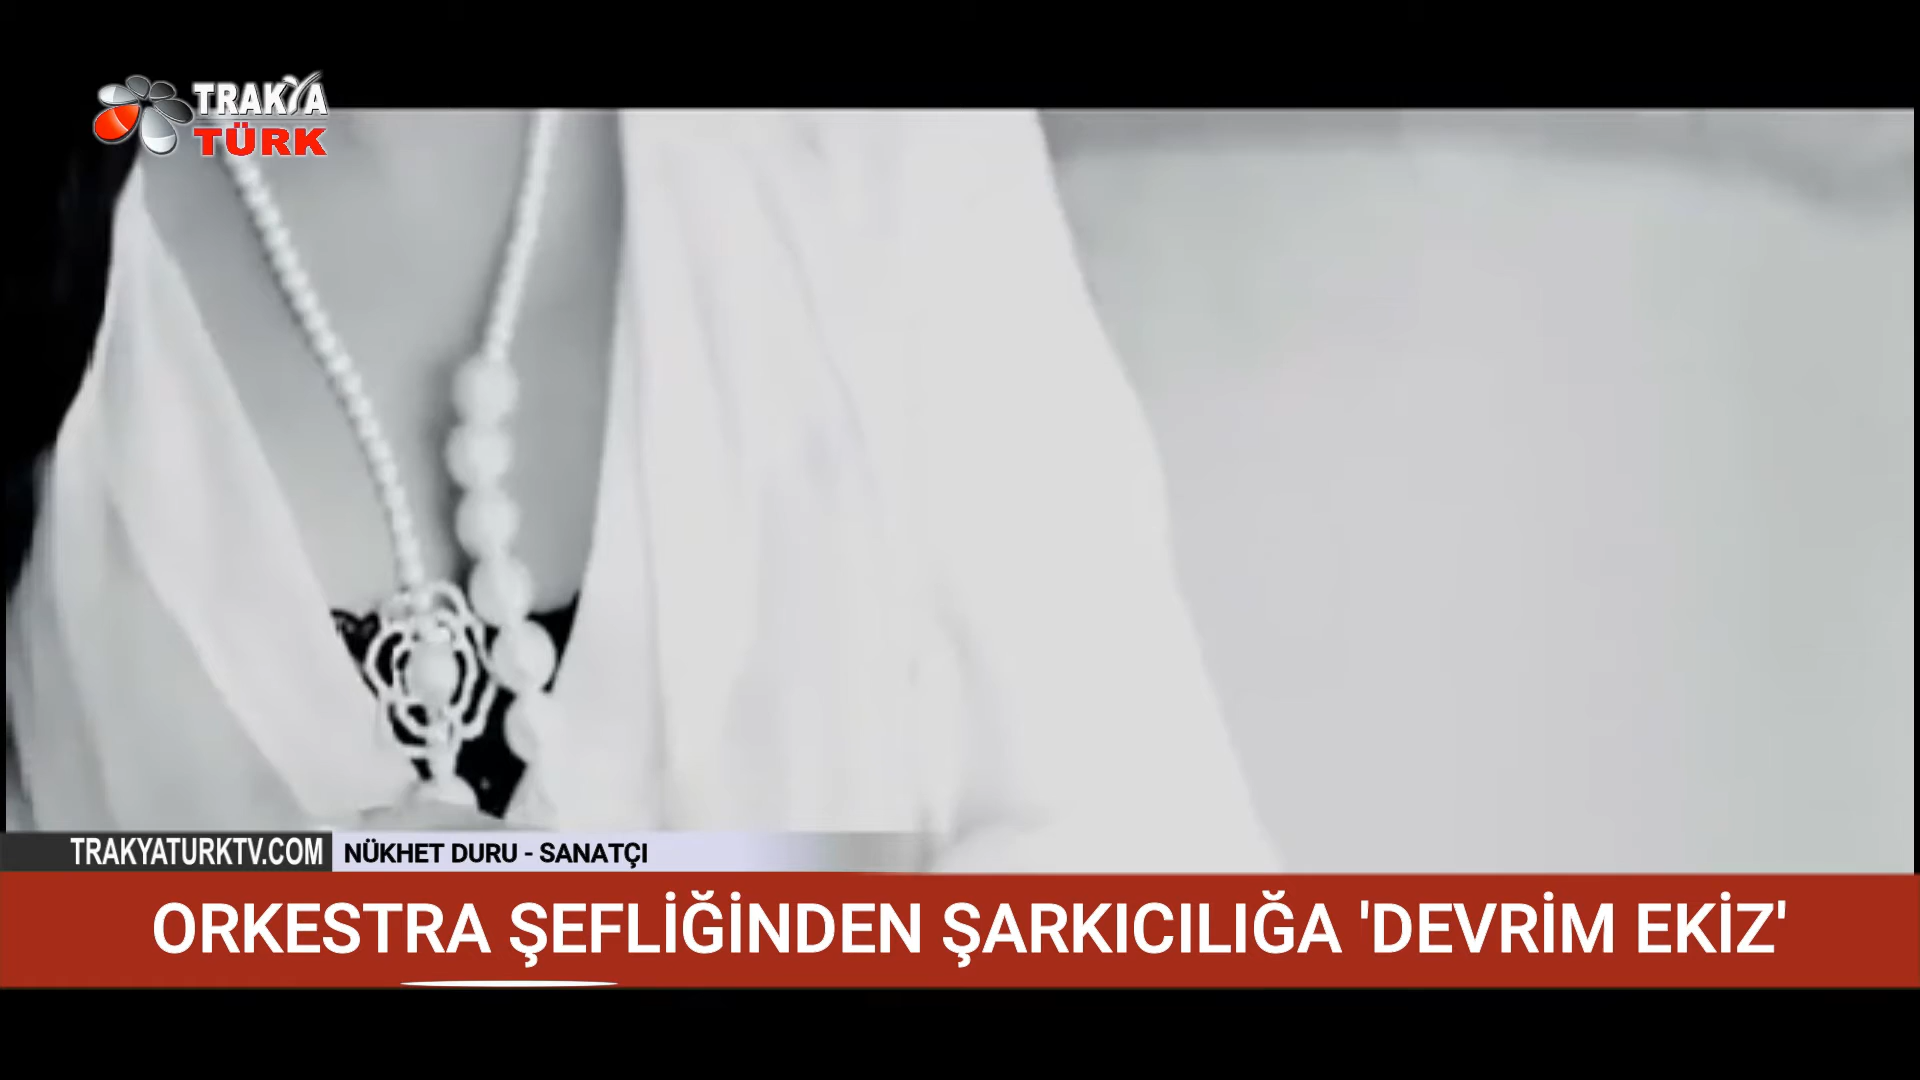 TRAKYA
TÜRK
TRAKYATURKTV.COM
NÜKHET DURU - SANATÇI
ORKESTRA ŞEFLİĞİNDEN ŞARKICILIĞA 'DEVRİM EKİZ'